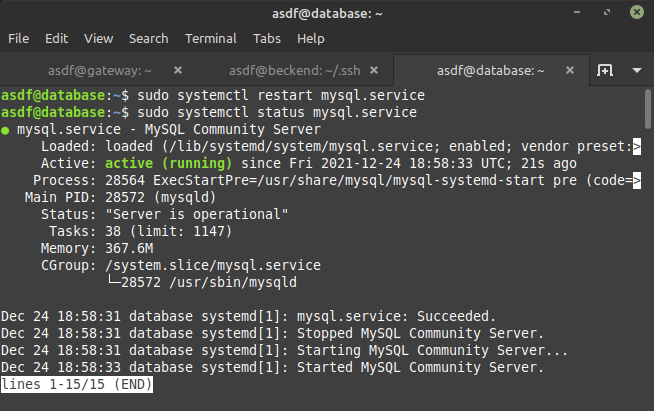 asdf@database: ~
File Edit View Search Terminal Tabs Help
asdf@gateway: ~ asdf@beckend: ~/.ssh asdf@database: ~
asdf@database:~$ sudo systemctl restart mysql.service
asdf@database:~$ sudo systemctl status mysql.service
● mysql.service - MySQL Community Server
Loaded: loaded (/lib/systemd/system/mysql.service; enabled; vendor preset:>
Active: active (running) since Fri 2021-12-24 18:58:33 UTC; 21s ago
Process: 28564 ExecStartPre=/usr/share/mysql/mysql-systemd-start pre (code=>
Main PID: 28572 (mysqld)
Status: "Server is operational"
Tasks: 38 (limit: 1147)
Memory: 367.6M
CGroup: /system.slice/mysql.service
└─28572 /usr/sbin/mysqld
Dec 24 18:58:31 database systemd[1]: mysql.service: Succeeded.
Dec 24 18:58:31 database systemd[1]: Stopped MySQL Community Server.
Dec 24 18:58:31 database systemd[1]: Starting MySQL Community Server...
Dec 24 18:58:33 database systemd[1]: Started MySQL Community Server.
lines 1-15/15 (END)